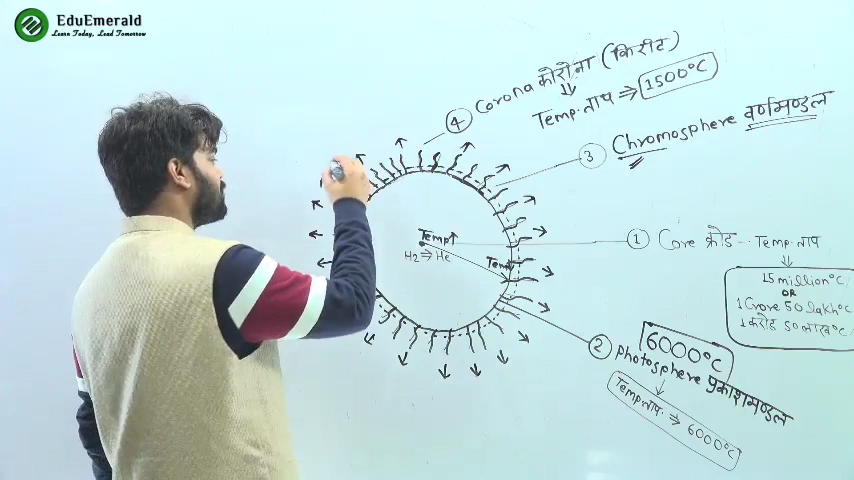 EduEmerald
Learn Today, Lead Tomorrow
4 Corona कोरोना (किरीट)
Temp. ताप ⇒ 1500°C
3 Chromosphere वर्णमण्डल
1 Core क्रोड -- Temp. ताप
15 million°C
OR
1 Crore 50 lakh°C
1 करोड़ 50 लाख°C
Temp↑
H2 ⇒ He
Temp↓
6000°C
2 Photosphere प्रकाशमण्डल
Temp. ताप ⇒ 6000°C